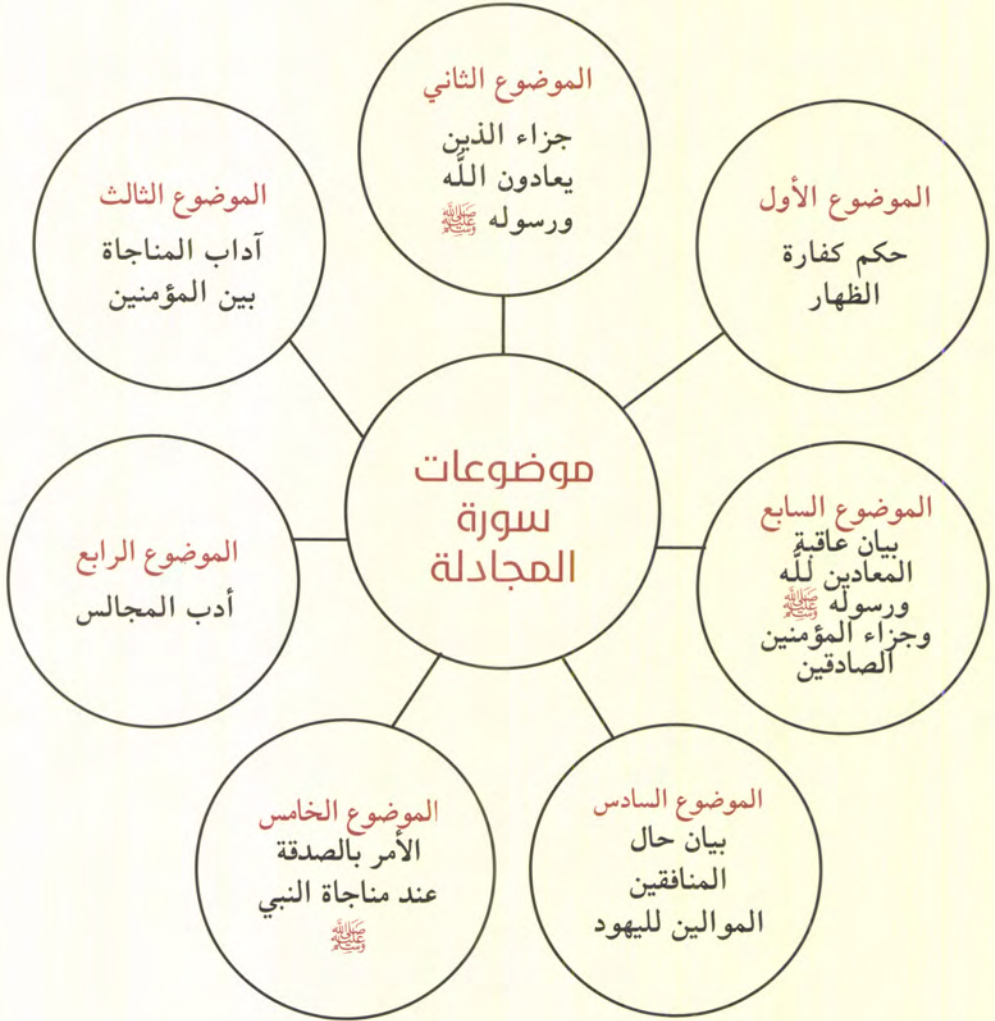 موضوعات
سورة
المجادلة
الموضوع الأول
حكم كفارة
الظهار
الموضوع الثاني
جزاء الذين
يعادون اللَّه
ورسوله ﷺ
الموضوع الثالث
آداب المناجاة
بين المؤمنين
الموضوع الرابع
أدب المجالس
الموضوع الخامس
الأمر بالصدقة
عند مناجاة النبي
ﷺ
الموضوع السادس
بيان حال
المنافقين
الموالين لليهود
الموضوع السابع
بيان عاقبة
المعادين للَّه
ورسوله ﷺ
وجزاء المؤمنين
الصادقين